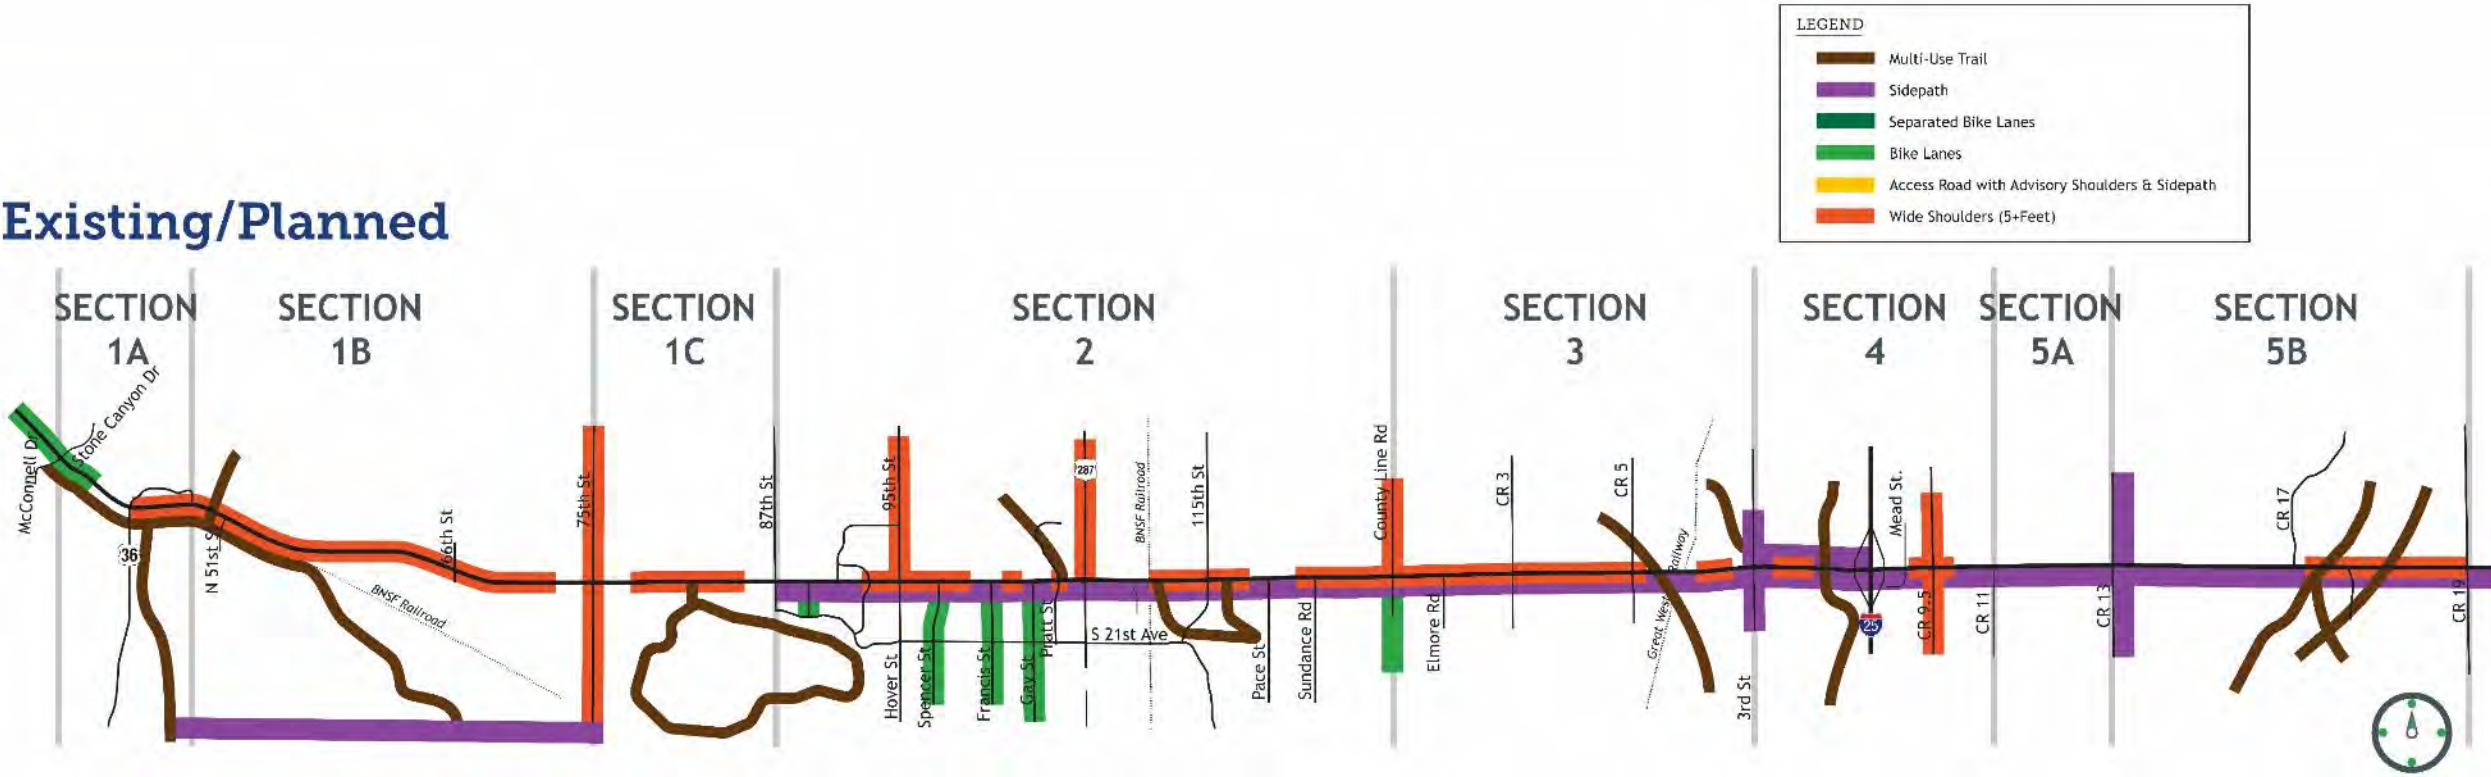 LEGEND
Multi-Use Trail
Sidepath
Separated Bike Lanes
Bike Lanes
Access Road with Advisory Shoulders & Sidepath
Wide Shoulders (5+Feet)
Existing/Planned
SECTION
1A
SECTION
1B
SECTION
1C
SECTION
2
SECTION
3
SECTION
4
SECTION
5A
SECTION
5B
McConnell Dr
Stone Canyon Dr
36
N 51st S
66th St
BNSF Railroad
75th St
87th St
95th St
Hover St
Spencer St
Francis St
Gay St
Pratt St
287
BNSF Railroad
115th St
S 21st Ave
Pace St
Sundance Rd
County Line Rd
Elmore Rd
CR 3
CR 5
Great West
Railway
3rd St
25
Mead St.
CR 9.5
CR 11
CR 13
CR 17
CR 19